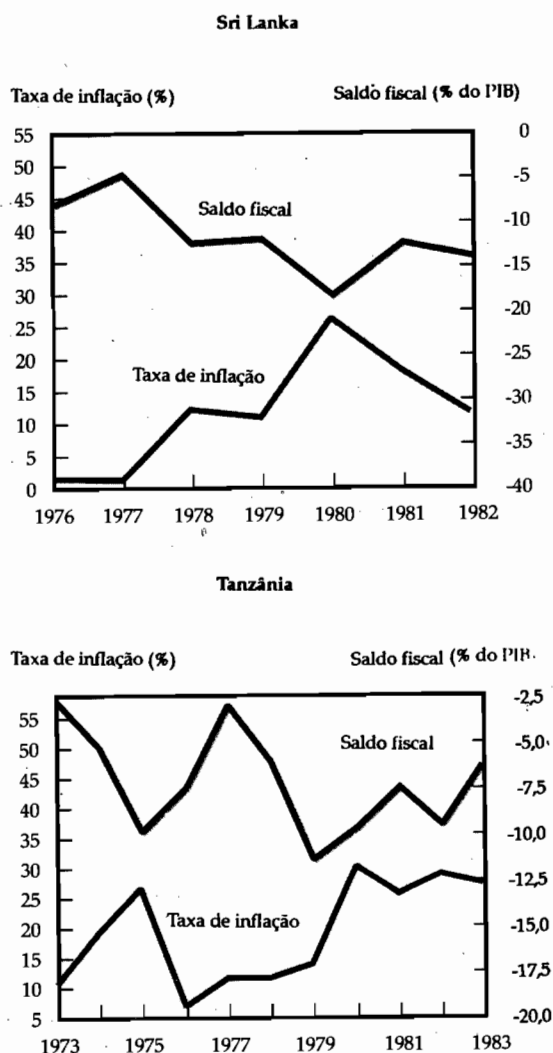 Sri Lanka
Taxa de inflação (%) Saldo fiscal (% do PIB)
55 0
50 -5
45 -10
40 -15
35 -20
30 -25
25 -30
20 -35
15 -40
10
5
0
Saldo fiscal
Taxa de inflação
1976 1977 1978 1979 1980 1981 1982
Tanzânia
Taxa de inflação (%) Saldo fiscal (% do PIB.
55 -2,5
50 -5,0
45 -7,5
40 -10,0
35 -12,5
30 -15,0
25 -17,5
20 -20,0
15
10
5
Saldo fiscal
Taxa de inflação
1973 1975 1977 1979 1981 1983